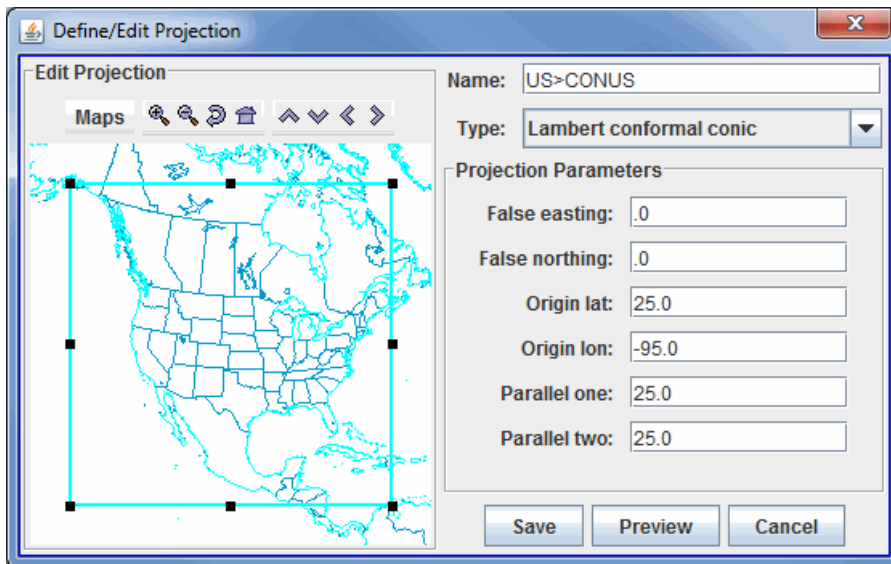 Define/Edit Projection
Edit Projection
Maps
Name: US>CONUS
Type: Lambert conformal conic
Projection Parameters
False easting: .0
False northing: .0
Origin lat: 25.0
Origin lon: -95.0
Parallel one: 25.0
Parallel two: 25.0
Save Preview Cancel